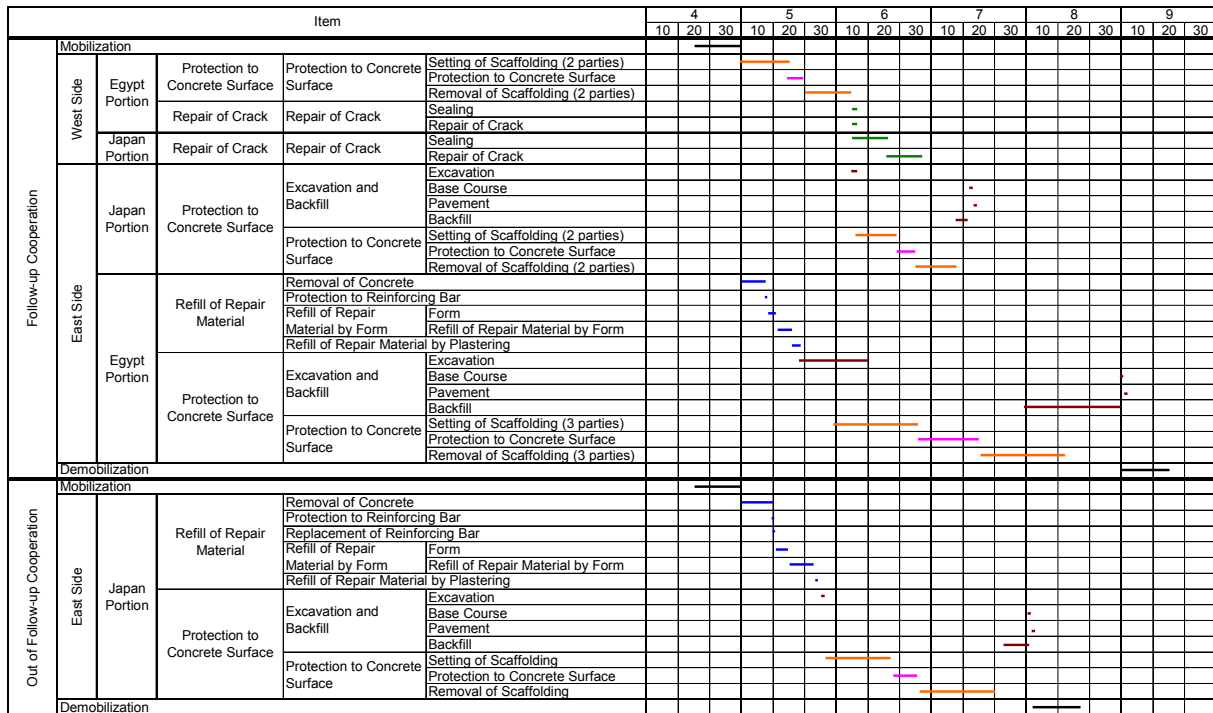 Item
4 5 6 7 8 9
10 20 30 10 20 30 10 20 30 10 20 30 10 20 30 10 20 30
Follow-up Cooperation
Mobilization
West Side
Egypt
Portion
Protection to
Concrete Surface
Protection to Concrete
Surface
Setting of Scaffolding (2 parties)
Protection to Concrete Surface
Removal of Scaffolding (2 parties)
Repair of Crack
Repair of Crack
Sealing
Repair of Crack
Japan
Portion
Repair of Crack
Repair of Crack
Sealing
Repair of Crack
East Side
Japan
Portion
Protection to
Concrete Surface
Excavation and
Backfill
Excavation
Base Course
Pavement
Backfill
Protection to Concrete
Surface
Setting of Scaffolding (2 parties)
Protection to Concrete Surface
Removal of Scaffolding (2 parties)
Egypt
Portion
Refill of Repair
Material
Removal of Concrete
Protection to Reinforcing Bar
Refill of Repair
Material by Form
Form
Refill of Repair Material by Form
Refill of Repair Material by Plastering
Protection to
Concrete Surface
Excavation and
Backfill
Excavation
Base Course
Pavement
Backfill
Protection to Concrete
Surface
Setting of Scaffolding (3 parties)
Protection to Concrete Surface
Removal of Scaffolding (3 parties)
Demobilization
Out of Follow-up Cooperation
Mobilization
East Side
Japan
Portion
Refill of Repair
Material
Removal of Concrete
Protection to Reinforcing Bar
Replacement of Reinforcing Bar
Refill of Repair
Material by Form
Form
Refill of Repair Material by Form
Refill of Repair Material by Plastering
Protection to
Concrete Surface
Excavation and
Backfill
Excavation
Base Course
Pavement
Backfill
Protection to Concrete
Surface
Setting of Scaffolding
Protection to Concrete Surface
Removal of Scaffolding
Demobilization